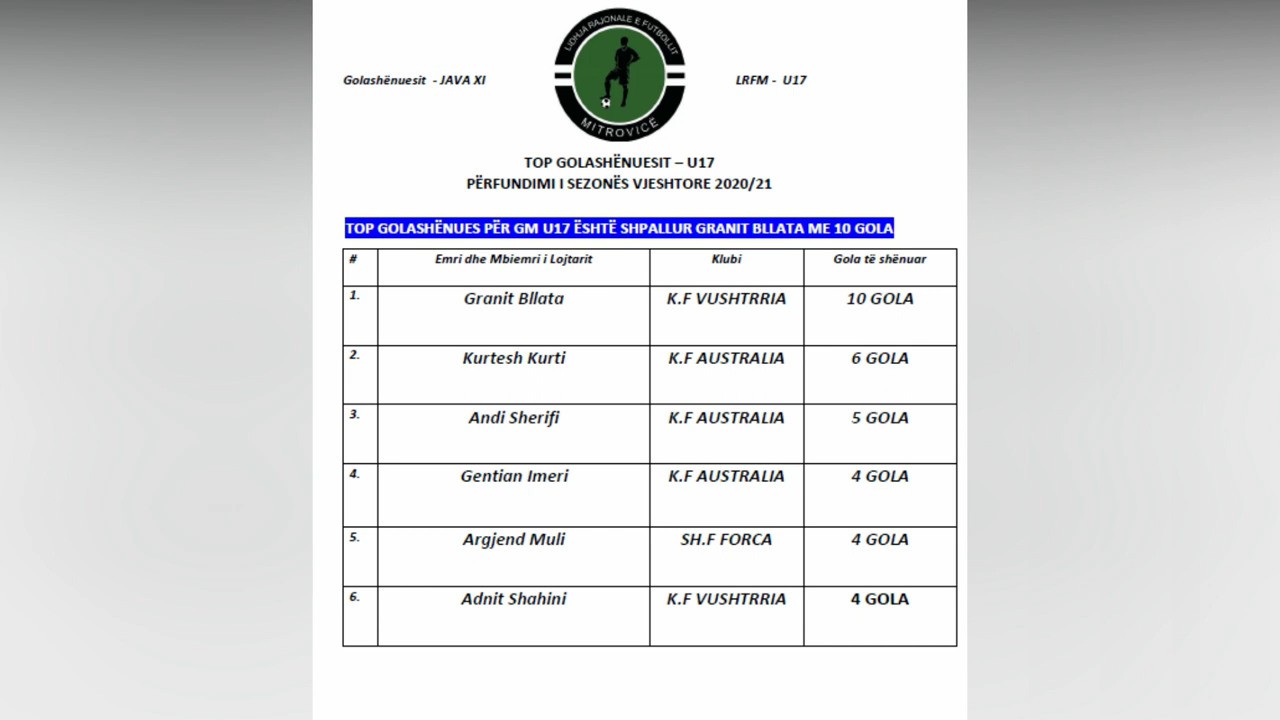 Golashënuesit - JAVA XI
LIDHJA RAJONALE E FUTBOLLIT
MITROVICË
LRFM - U17
TOP GOLASHËNUESIT – U17
PËRFUNDIMI I SEZONËS VJESHTORE 2020/21
TOP GOLASHËNUES PËR GM U17 ËSHTË SHPALLUR GRANIT BLLATA ME 10 GOLA
# Emri dhe Mbiemri i Lojtarit Klubi Gola të shënuar
1. Granit Bllata K.F VUSHTRRIA 10 GOLA
2. Kurtesh Kurti K.F AUSTRALIA 6 GOLA
3. Andi Sherifi K.F AUSTRALIA 5 GOLA
4. Gentian Imeri K.F AUSTRALIA 4 GOLA
5. Argjend Muli SH.F FORCA 4 GOLA
6. Adnit Shahini K.F VUSHTRRIA 4 GOLA